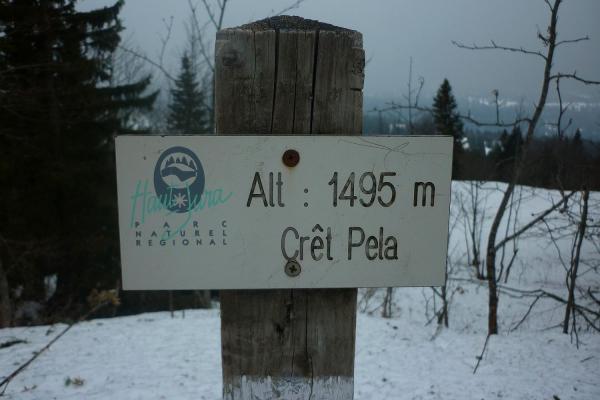 Haut-Jura
PARC
NATUREL
REGIONAL
Alt : 1495 m
Crêt Pela